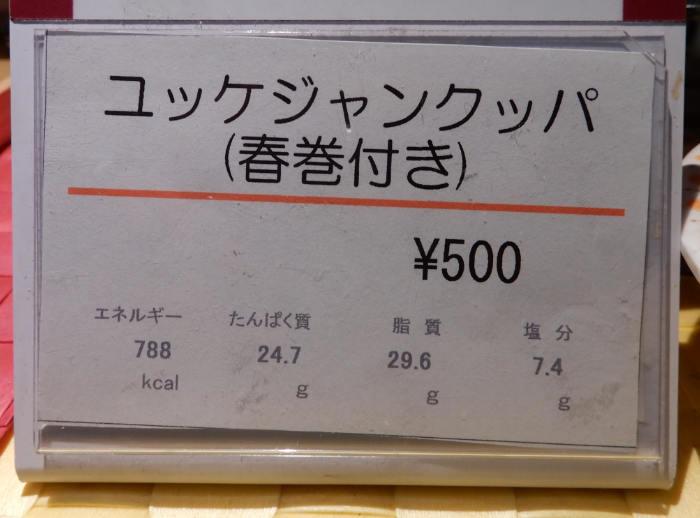 ユッケジャンクッパ
(春巻付き)
¥500
エネルギー たんぱく質 脂 質 塩 分
788 24.7 29.6 7.4
kcal g g g